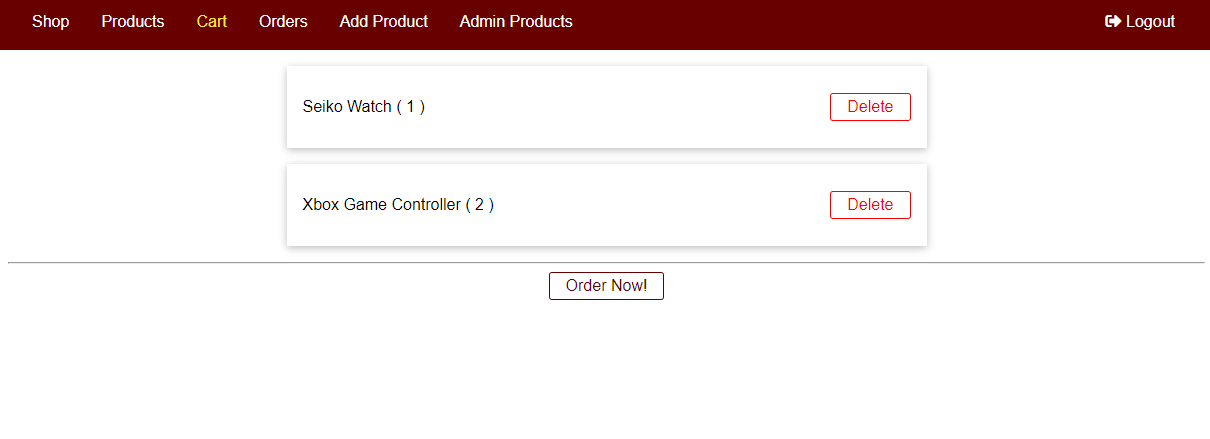 Shop Products Cart Orders Add Product Admin Products Logout
Seiko Watch ( 1 ) Delete
Xbox Game Controller ( 2 ) Delete
Order Now!